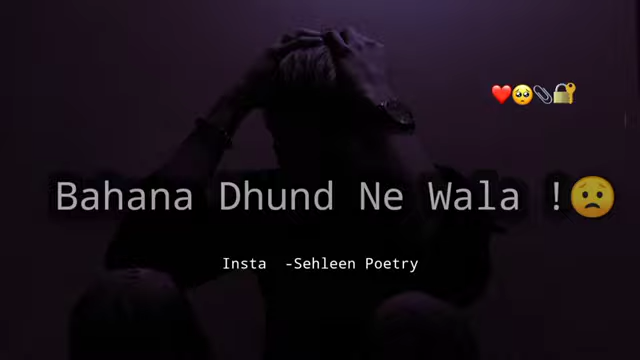 ❤️🥺📎🔐
Bahana Dhund Ne Wala !😟
Insta -Sehleen Poetry